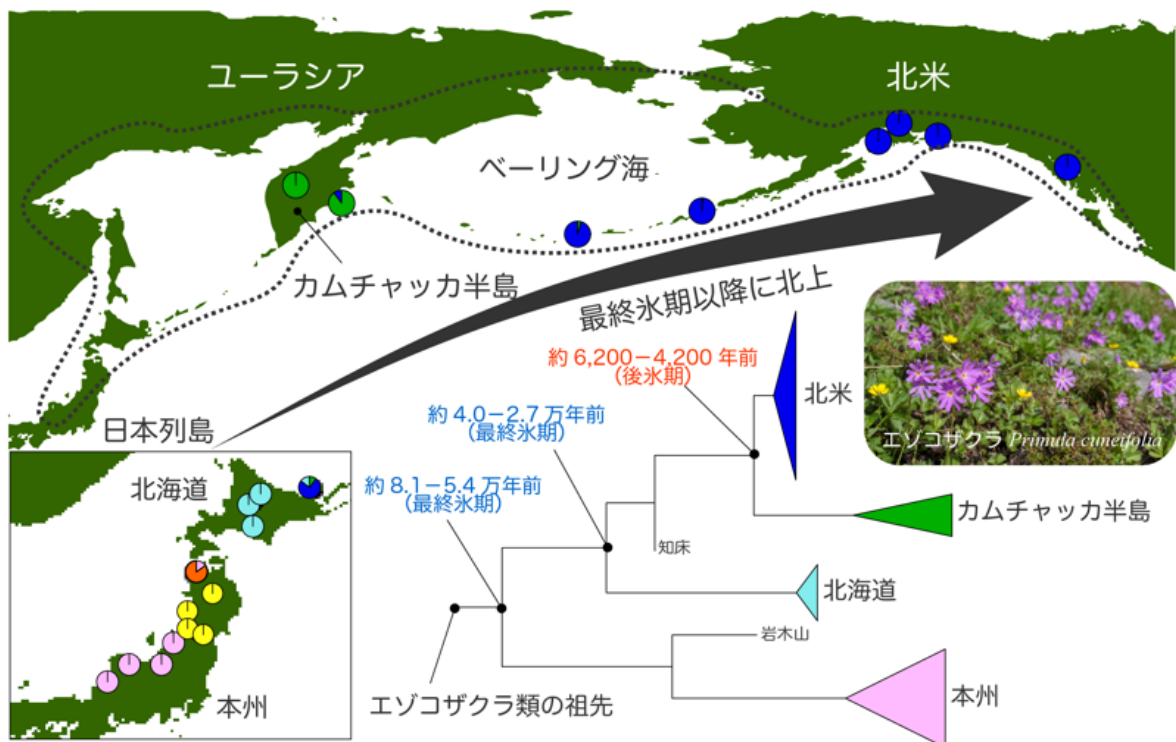 ユーラシア
北米
ベーリング海
カムチャッカ半島
最終氷期以降に北上
日本列島
約 6,200−4,200 年前
（後氷期）
北米
約 4.0−2.7 万年前
（最終氷期）
エゾコザクラ Primula cuneifolia
北海道
約 8.1−5.4 万年前
（最終氷期）
カムチャッカ半島
知床
北海道
岩木山
エゾコザクラ類の祖先
本州
本州